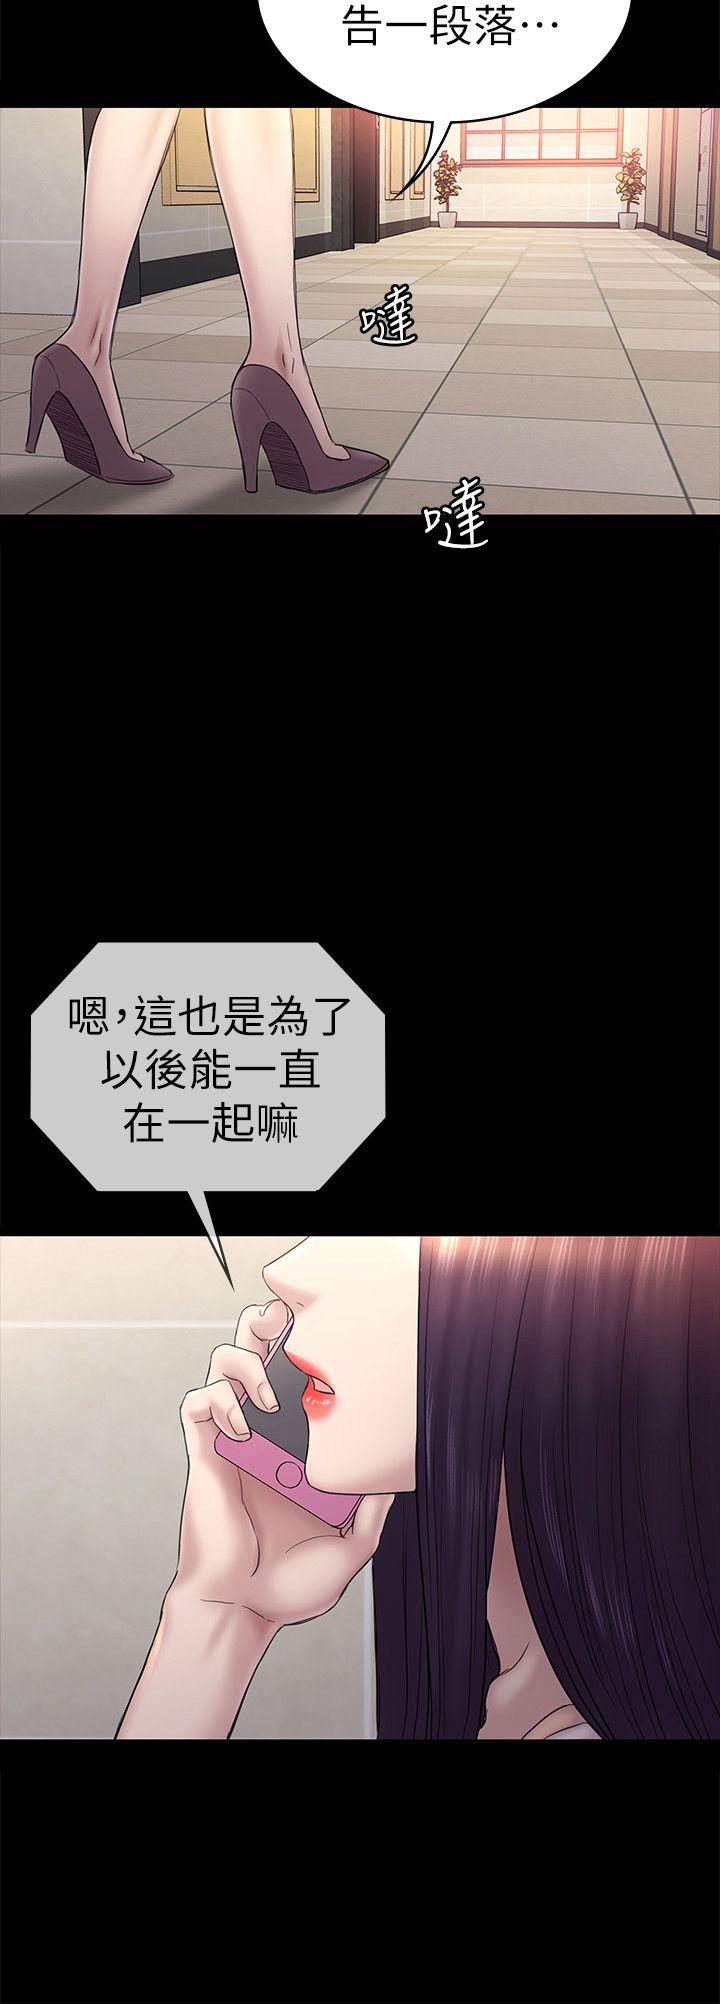 告一段落…
噠
噠
嗯，這也是為了
以後能一直
在一起嘛